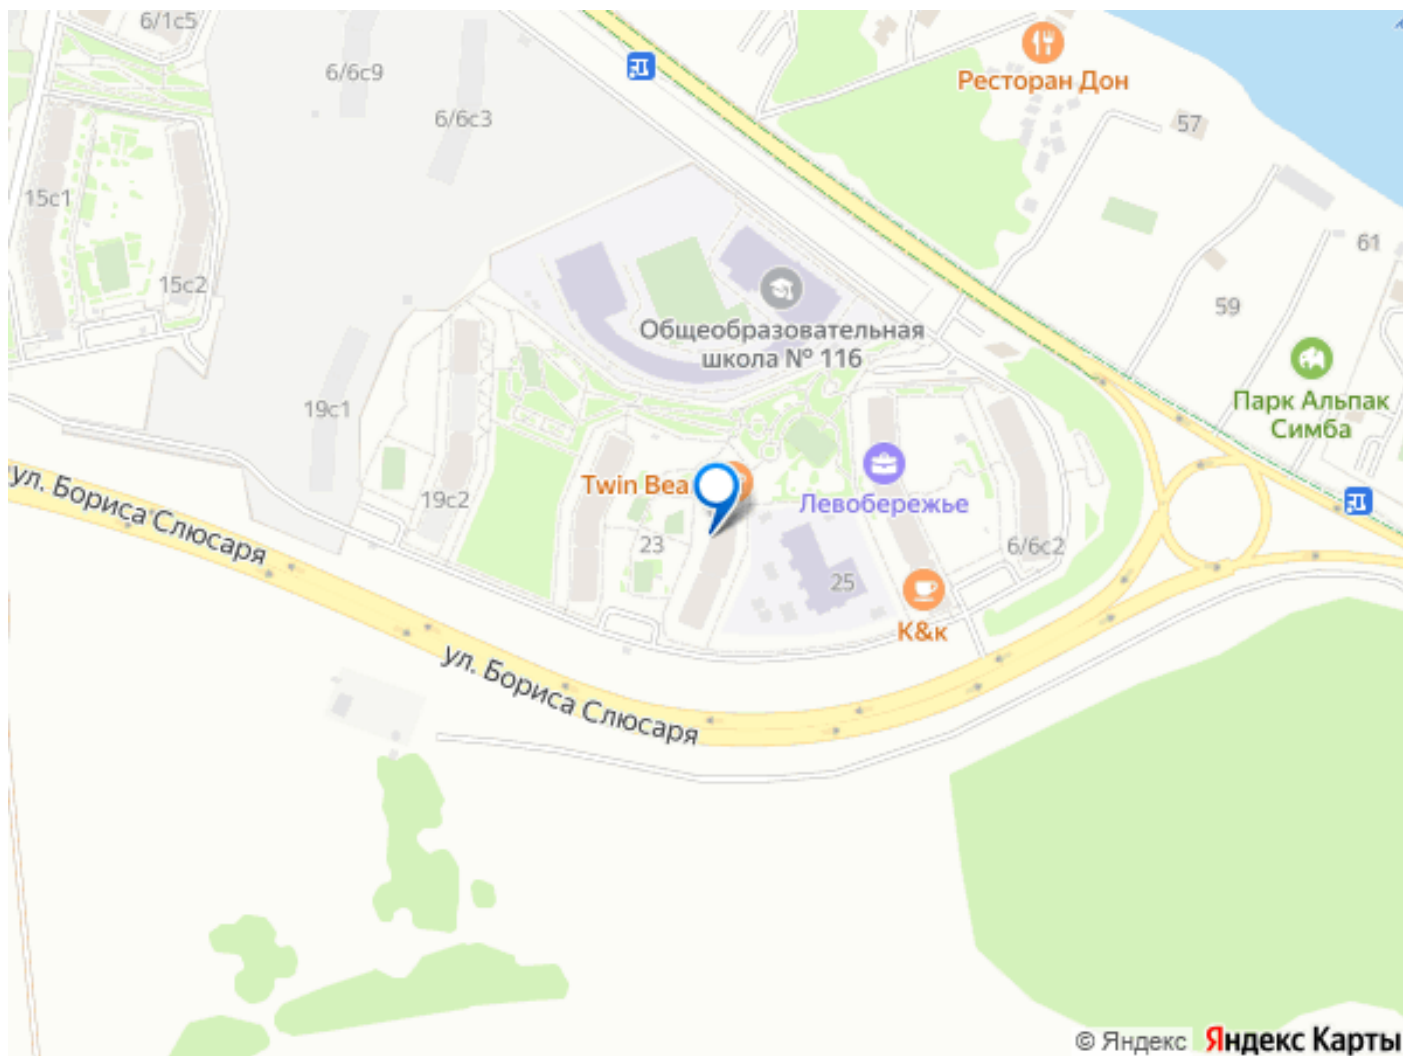 6/1с5
6/6с9
6/6с3
Ресторан Дон
57
15с1
15с2
61
59
Общеобразовательная
школа № 116
Парк Альпак
Симба
19с1
19с2
Twin Bea
Левобережье
23
25
6/6с2
К&к
ул. Бориса Слюсаря
ул. Бориса Слюсаря
© Яндекс Яндекс Карты